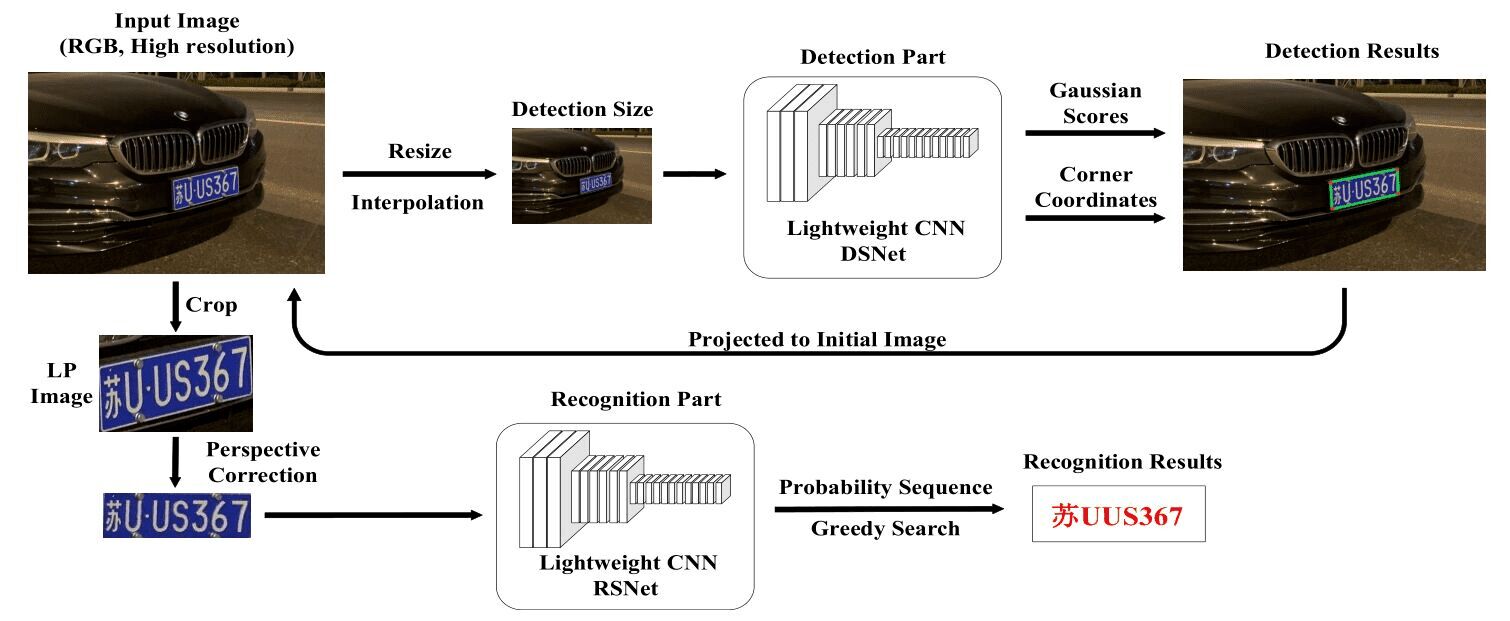 Input Image
(RGB, High resolution)
苏U·US367
Resize
Interpolation
Detection Size
苏U·US367
Detection Part
Lightweight CNN
DSNet
Gaussian
Scores
Corner
Coordinates
Detection Results
苏U·US367
Projected to Initial Image
Crop
LP
Image
苏U·US367
Perspective
Correction
苏U·US367
Recognition Part
Lightweight CNN
RSNet
Probability Sequence
Greedy Search
Recognition Results
苏UUS367